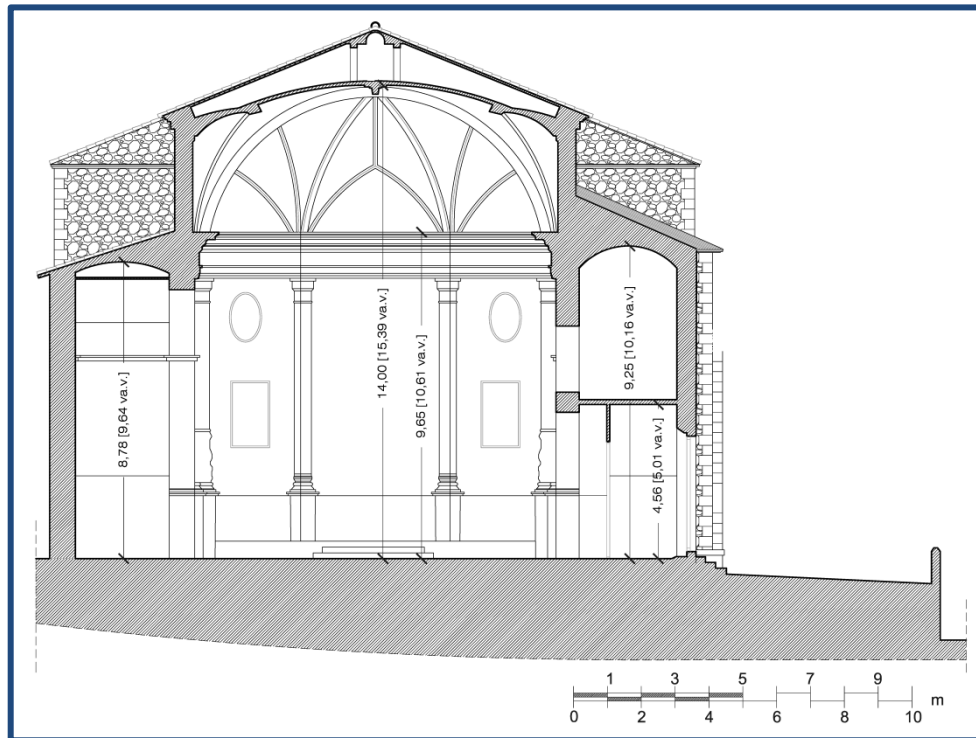 8,78 [9,64 va.v.]
14,00 [15,39 va.v.]
9,65 [10,61 va.v.]
9,25 [10,16 va.v.]
4,56 [5,01 va.v.]
1 3 5 7 9
m
0 2 4 6 8 10